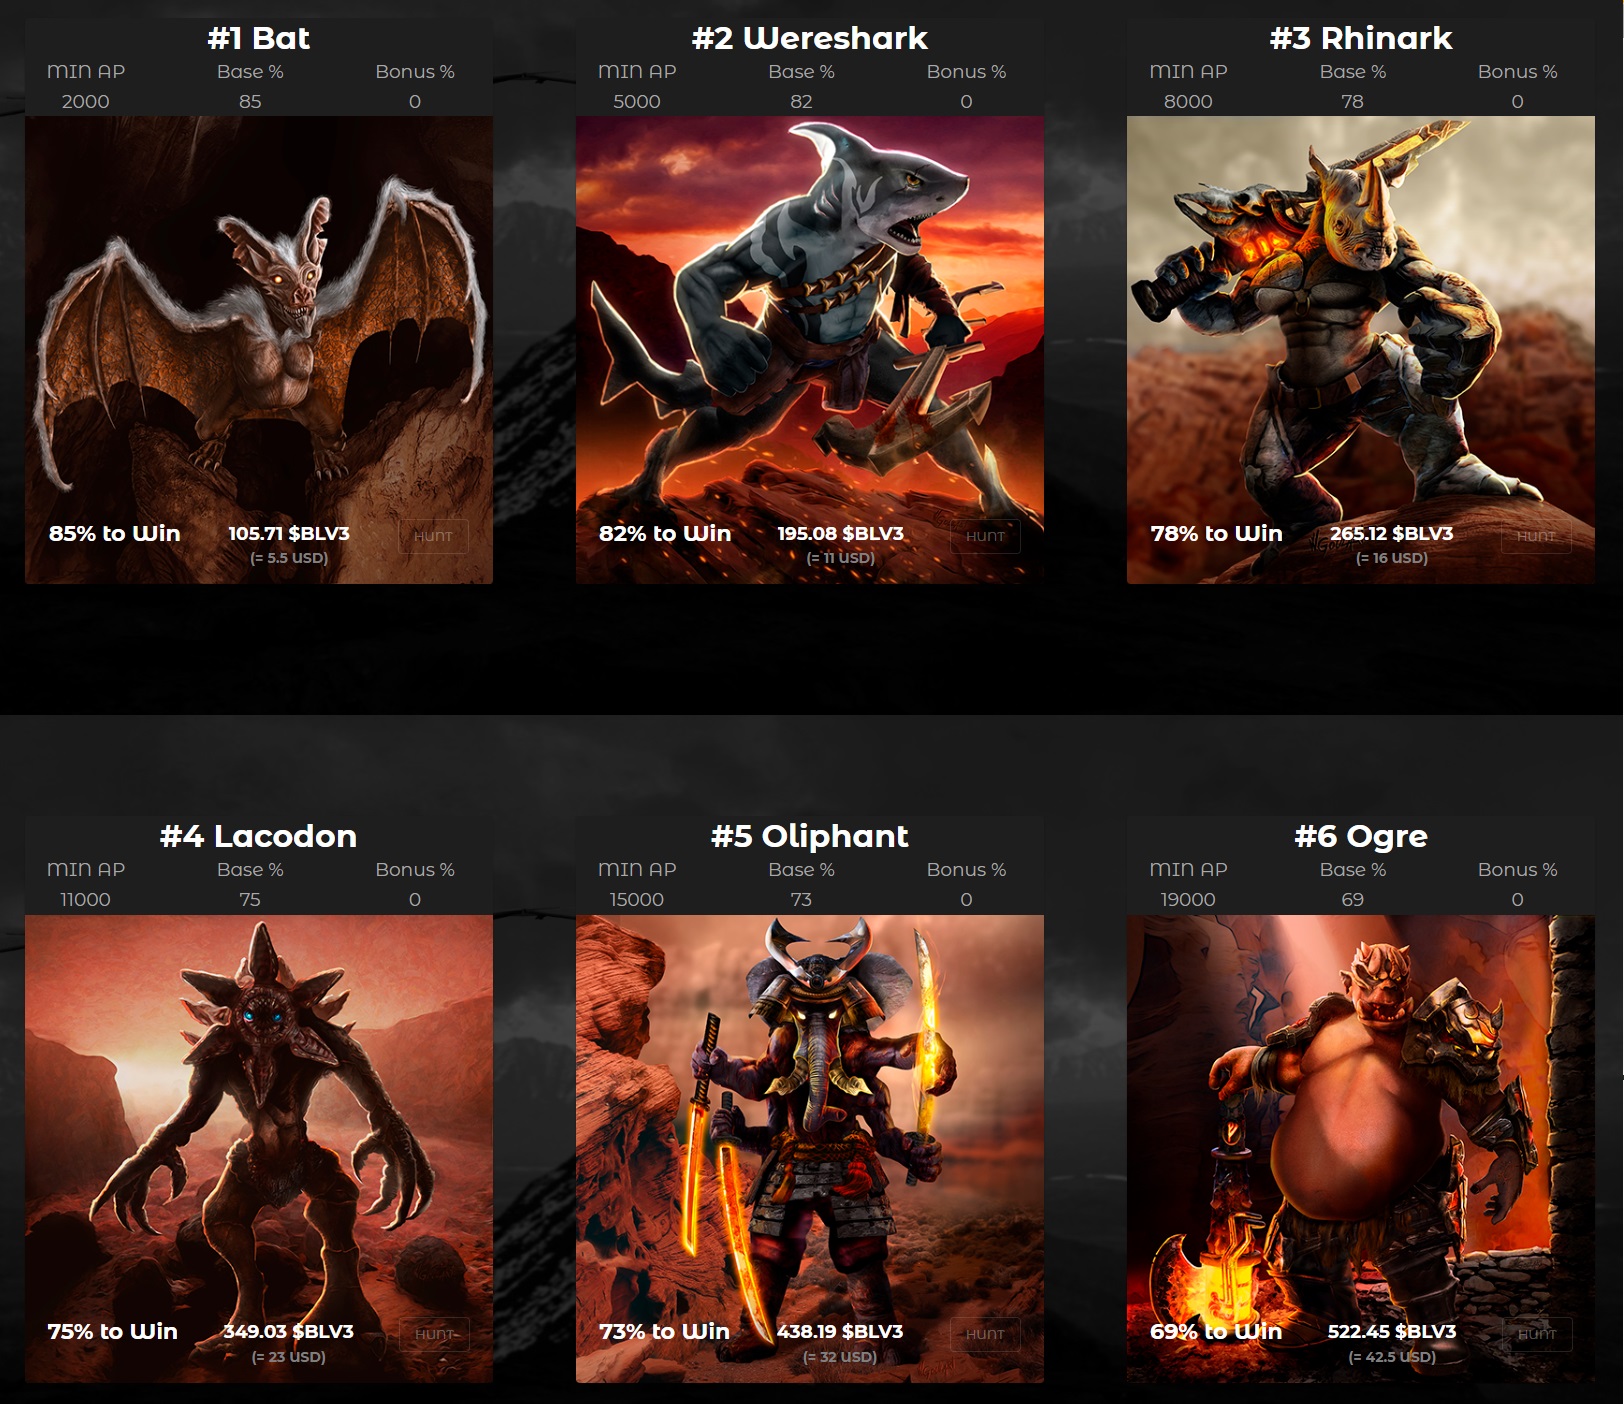 #1 Bat
MIN AP Base % Bonus %
2000 85 0
85% to Win 105.71 $BLV3 HUNT
(= 5.5 USD)
#2 Wereshark
MIN AP Base % Bonus %
5000 82 0
82% to Win 195.08 $BLV3 HUNT
(= 11 USD)
#3 Rhinark
MIN AP Base % Bonus %
8000 78 0
78% to Win 265.12 $BLV3 HUNT
(= 16 USD)
#4 Lacodon
MIN AP Base % Bonus %
11000 75 0
75% to Win 349.03 $BLV3 HUNT
(= 23 USD)
#5 Oliphant
MIN AP Base % Bonus %
15000 73 0
73% to Win 438.19 $BLV3 HUNT
(= 32 USD)
#6 Ogre
MIN AP Base % Bonus %
19000 69 0
69% to Win 522.45 $BLV3 HUNT
(= 42.5 USD)